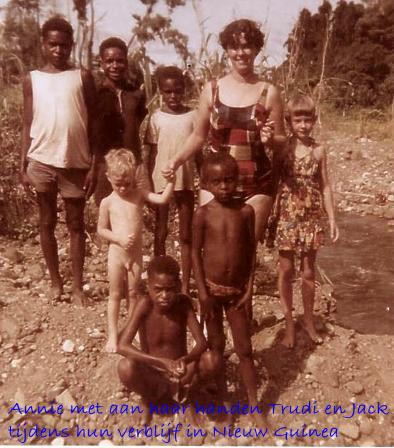 Annie met aan haar handen Trudi en Jack
tijdens hun verblijf in Nieuw Guinea